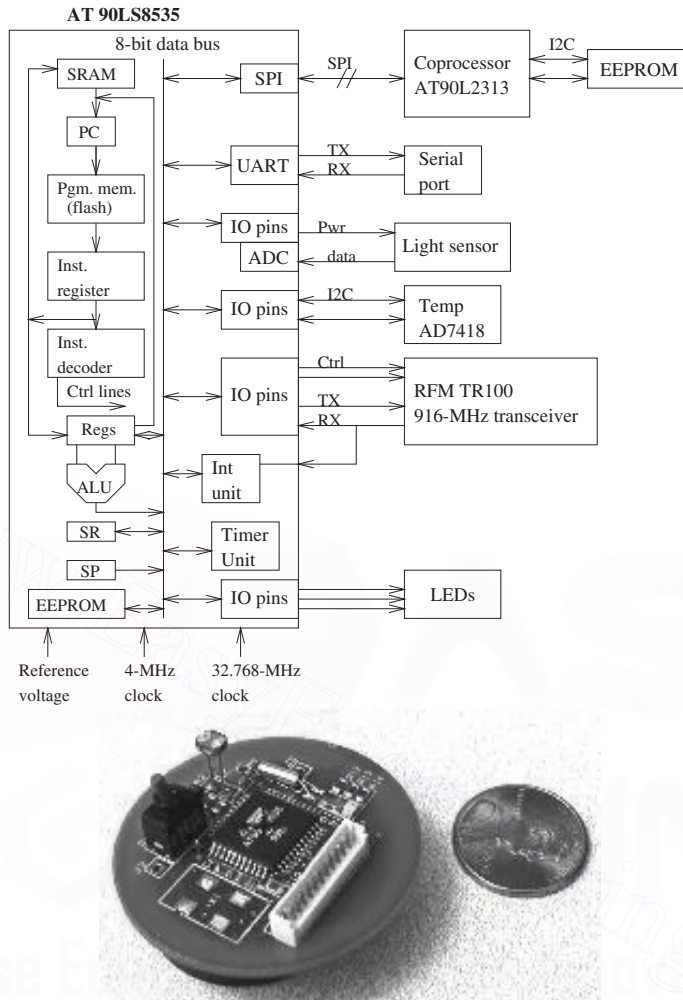 AT 90LS8535
8-bit data bus
SRAM
PC
Pgm. mem.
(flash)
Inst.
register
Inst.
decoder
Ctrl lines
Regs
ALU
SR
SP
EEPROM
SPI
UART
IO pins
ADC
IO pins
IO pins
Int
unit
Timer
Unit
IO pins
SPI
Coprocessor
AT90L2313
I2C
EEPROM
TX
RX
Serial
port
Pwr
data
Light sensor
I2C
Temp
AD7418
Ctrl
TX
RX
RFM TR100
916-MHz transceiver
LEDs
Reference
voltage
4-MHz
clock
32.768-MHz
clock